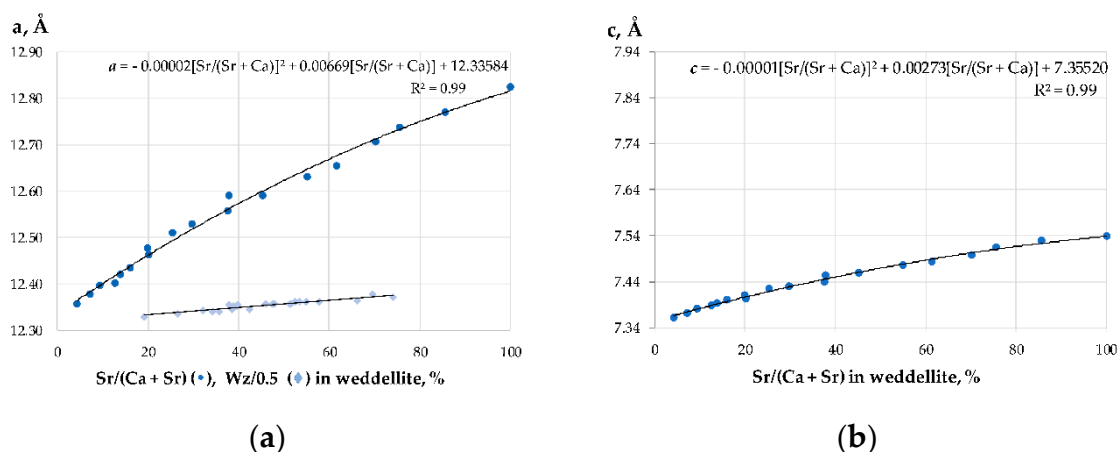 a, Å
12.90
12.80
12.70
12.60
12.50
12.40
12.30
a = - 0.00002[Sr/(Sr + Ca)]² + 0.00669[Sr/(Sr + Ca)] + 12.33584
R² = 0.99
0 20 40 60 80 100
Sr/(Ca + Sr) (•), Wz/0.5 (♦) in weddellite, %
(a)
c, Å
7.94
7.84
7.74
7.64
7.54
7.44
7.34
c = - 0.00001[Sr/(Sr + Ca)]² + 0.00273[Sr/(Sr + Ca)] + 7.35520
R² = 0.99
0 20 40 60 80 100
Sr/(Ca + Sr) in weddellite, %
(b)